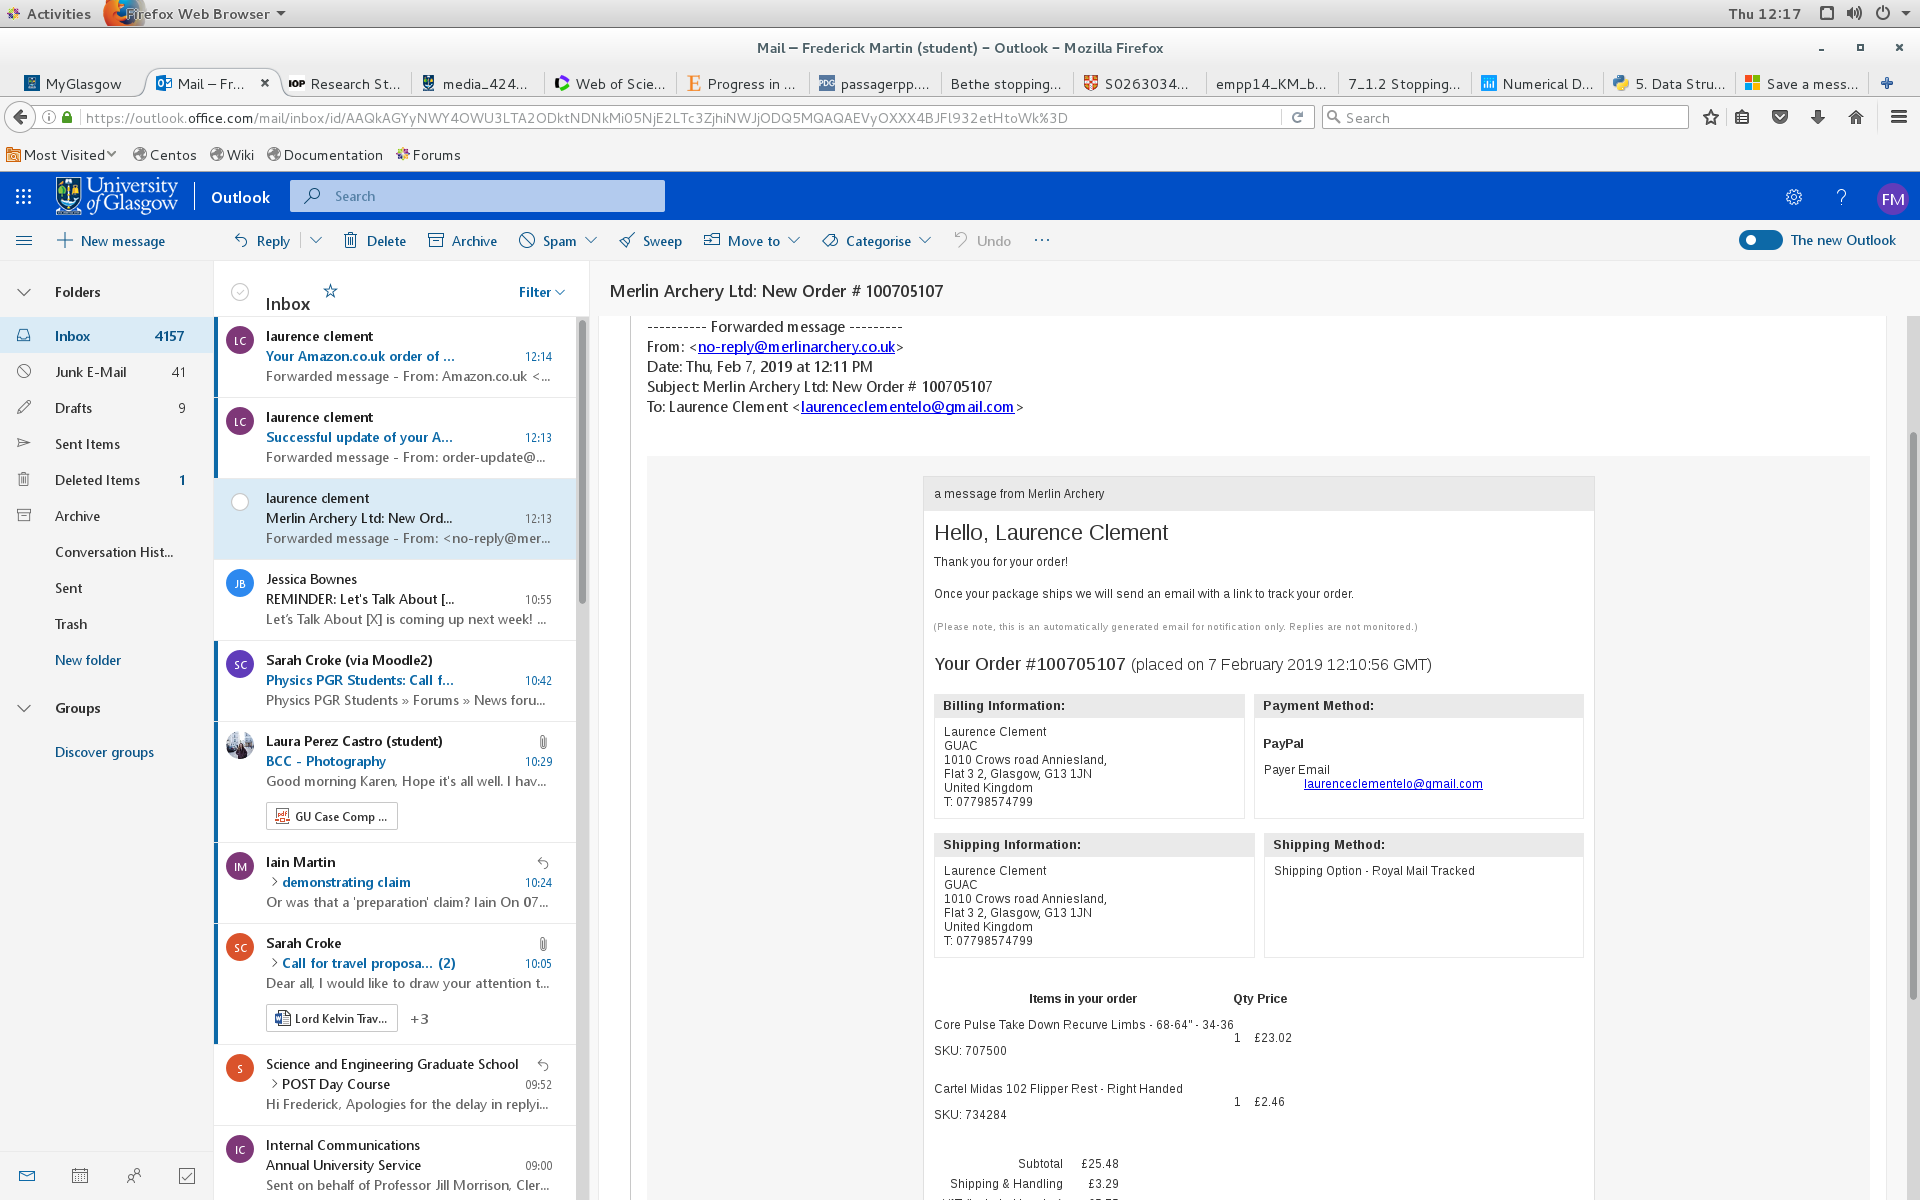 Activities
Firefox Web Browser
Thu 12:17
Mail — Frederick Martin (student) – Outlook – Mozilla Firefox
MyGlasgow
Mail — Fr...
IOP Research St...
media_424...
Web of Scie...
E Progress in ...
PDG passagerpp....
Bethe stopping...
S0263034...
empp14_KM_b...
7_1.2 Stopping...
Numerical D...
5. Data Stru...
Save a mess...
https://outlook.office.com/mail/inbox/id/AAQkAGYyNWY4OWU3LTA2ODktNDNkMi05NjE2LTc3ZjhiNWJjODQ5MQAQAEVyOXXX4BJFl932etHtoWk%3D
Search
Most Visited
Centos
Wiki
Documentation
Forums
University of Glasgow
Outlook
Search
?
FM
New message
Reply
Delete
Archive
Spam
Sweep
Move to
Categorise
Undo
...
The new Outlook
Folders
Inbox 4157
Junk E-Mail 41
Drafts 9
Sent Items
Deleted Items 1
Archive
Conversation Hist...
Sent
Trash
New folder
Groups
Discover groups
Inbox
Filter
LC
laurence clement
Your Amazon.co.uk order of ... 12:14
Forwarded message - From: Amazon.co.uk <...
LC
laurence clement
Successful update of your A... 12:13
Forwarded message - From: order-update@...
laurence clement
Merlin Archery Ltd: New Ord... 12:13
Forwarded message - From: <no-reply@mer...
JB
Jessica Bownes
REMINDER: Let's Talk About [... 10:55
Let's Talk About [X] is coming up next week! ...
SC
Sarah Croke (via Moodle2)
Physics PGR Students: Call f... 10:42
Physics PGR Students » Forums » News foru...
Laura Perez Castro (student)
BCC - Photography 10:29
Good morning Karen, Hope it's all well. I hav...
GU Case Comp ...
IM
Iain Martin
> demonstrating claim 10:24
Or was that a 'preparation' claim? Iain On 07...
SC
Sarah Croke
> Call for travel proposa... (2) 10:05
Dear all, I would like to draw your attention t...
Lord Kelvin Trav... +3
S
Science and Engineering Graduate School
> POST Day Course 09:52
Hi Frederick, Apologies for the delay in replyi...
IC
Internal Communications
Annual University Service 09:00
Sent on behalf of Professor Jill Morrison, Cler...
Merlin Archery Ltd: New Order # 100705107
---------- Forwarded message ---------
From: <no-reply@merlinarchery.co.uk>
Date: Thu, Feb 7, 2019 at 12:11 PM
Subject: Merlin Archery Ltd: New Order # 100705107
To: Laurence Clement <laurenceclementelo@gmail.com>
a message from Merlin Archery
Hello, Laurence Clement
Thank you for your order!
Once your package ships we will send an email with a link to track your order.
(Please note, this is an automatically generated email for notification only. Replies are not monitored.)
Your Order #100705107 (placed on 7 February 2019 12:10:56 GMT)
Billing Information:
Laurence Clement
GUAC
1010 Crows road Anniesland,
Flat 3 2, Glasgow, G13 1JN
United Kingdom
T: 07798574799
Payment Method:
PayPal
Payer Email
laurenceclementelo@gmail.com
Shipping Information:
Laurence Clement
GUAC
1010 Crows road Anniesland,
Flat 3 2, Glasgow, G13 1JN
United Kingdom
T: 07798574799
Shipping Method:
Shipping Option - Royal Mail Tracked
Items in your order Qty Price
Core Pulse Take Down Recurve Limbs - 68-64" - 34-36
SKU: 707500
1 £23.02
Cartel Midas 102 Flipper Rest - Right Handed
SKU: 734284
1 £2.46
Subtotal £25.48
Shipping & Handling £3.29